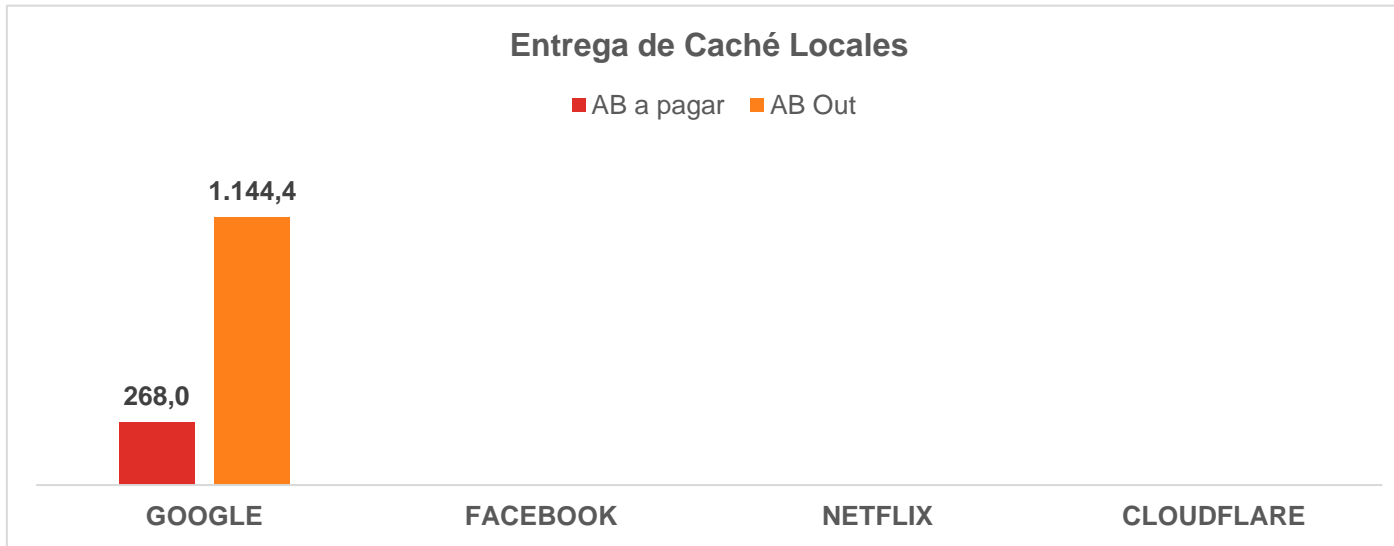 Entrega de Caché Locales
AB a pagar AB Out
1.144,4
268,0
GOOGLE FACEBOOK NETFLIX CLOUDFLARE